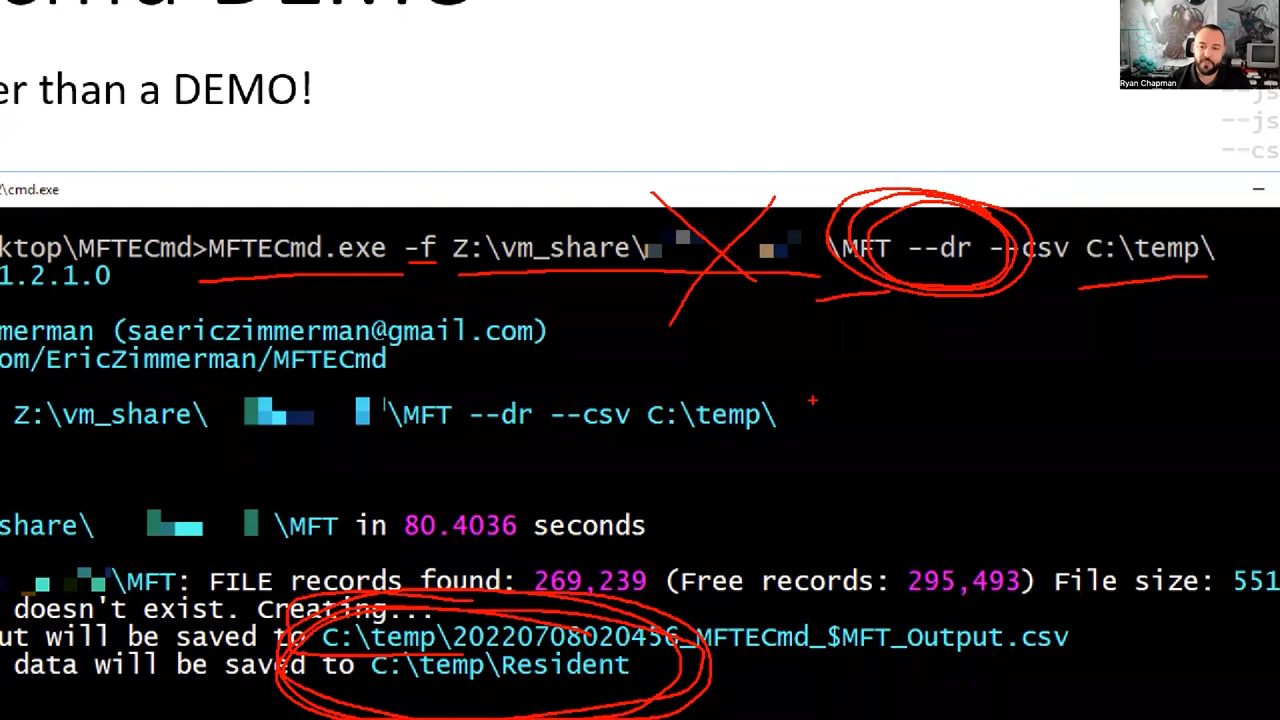 er than a DEMO!
Ryan Chapman
--js
--js
--cs
\cmd.exe
ktop\MFTECmd>MFTECmd.exe -f Z:\vm_share\ \MFT --dr --csv C:\temp\
1.2.1.0
merman (saericzimmerman@gmail.com)
om/EricZimmerman/MFTECmd
Z:\vm_share\ \MFT --dr --csv C:\temp\
share\ \MFT in 80.4036 seconds
\MFT: FILE records found: 269,239 (Free records: 295,493) File size: 551
doesn't exist. Creating...
ut will be saved to C:\temp\20220708020456_MFTECmd_$MFT_Output.csv
data will be saved to C:\temp\Resident